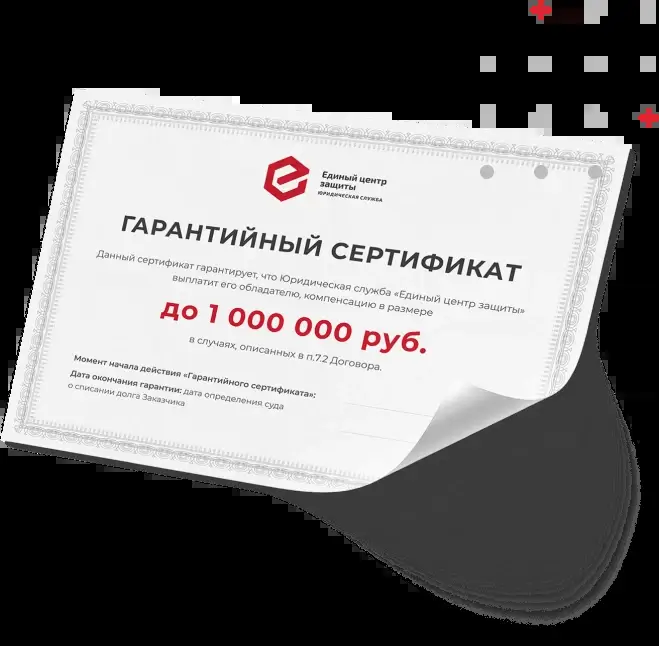 Единый центр
защиты
ЮРИДИЧЕСКАЯ СЛУЖБА
ГАРАНТИЙНЫЙ СЕРТИФИКАТ
Данный сертификат гарантирует, что Юридическая служба «Единый центр защиты»
выплатит его обладателю, компенсацию в размере
до 1 000 000 руб.
в случаях, описанных в п.7.2 Договора.
Момент начала действия «Гарантийного сертификата»:
Дата окончания гарантии: дата определения суда
о списании долга Заказчика